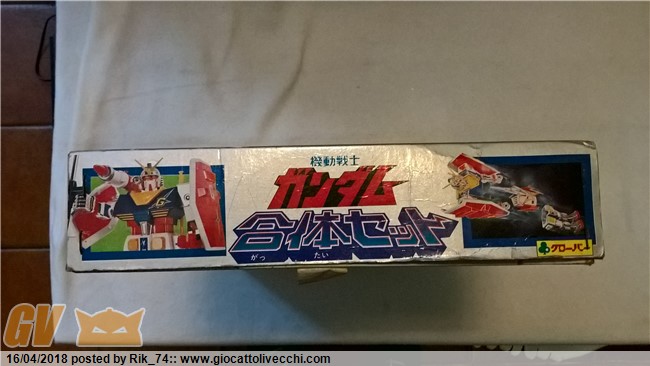 機動戦士
ガンダム
合体セット
がっ たい
クローバー
GV
16/04/2018 posted by Rik_74:: www.giocattolivecchi.com